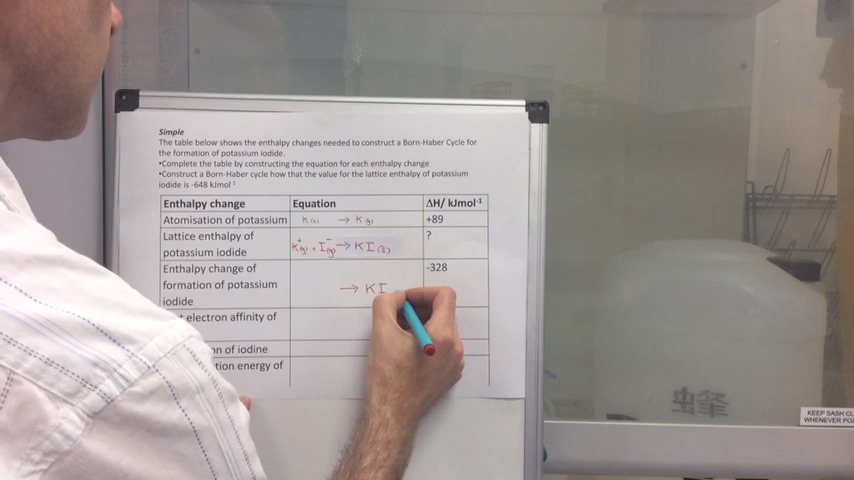 Simple
The table below shows the enthalpy changes needed to construct a Born-Haber Cycle for
the formation of potassium iodide.
•Complete the table by constructing the equation for each enthalpy change
•Construct a Born-Haber cycle how that the value for the lattice enthalpy of potassium
iodide is -648 kJmol⁻¹
Enthalpy change Equation ΔH/ kJmol⁻¹
Atomisation of potassium K(s) → K(g) +89
Lattice enthalpy of
potassium iodide K⁺(g) + I⁻(g) → KI(s) ?
Enthalpy change of
formation of potassium
iodide → KI -328
electron affinity of
of iodine
energy of
KEEP SASH
WHENEVER